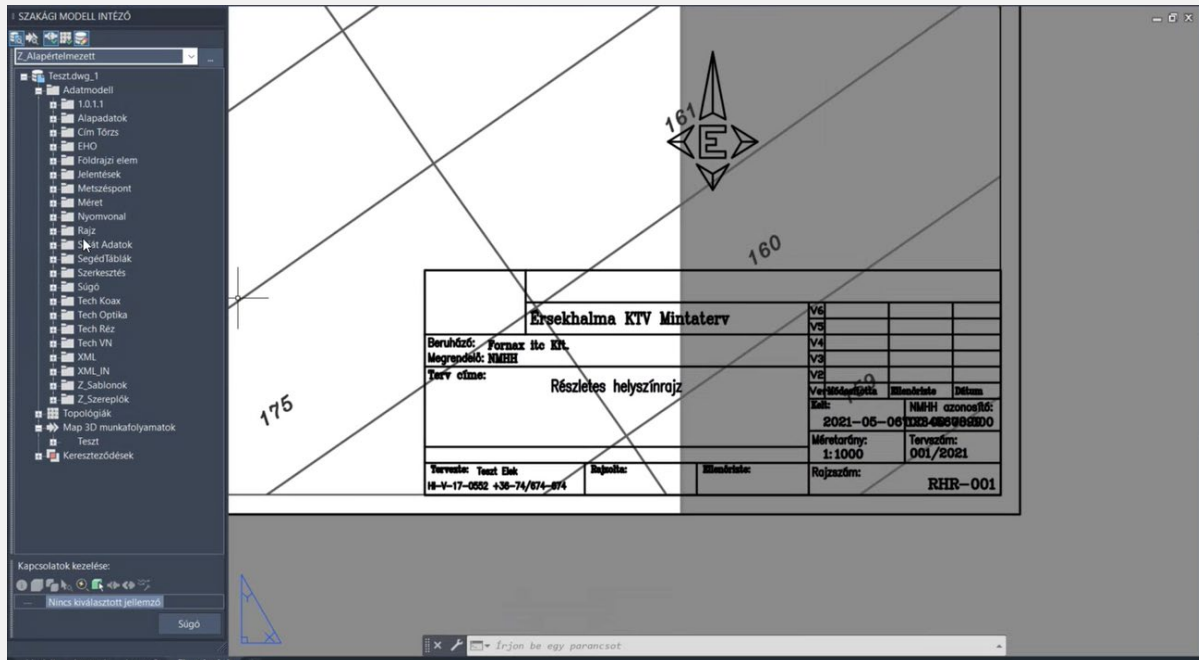 SZAKÁGI MODELL INTÉZŐ
Z_Alapértelmezett
...
Teszt.dwg_1
Adatmodell
1.0.1.1
Alapadatok
Cím Törzs
EHO
Földrajzi elem
Jelentések
Metszéspont
Méret
Nyomvonal
Rajz
Adatok
SegédTáblák
Szerkesztés
Súgó
Tech Koax
Tech Optika
Tech Réz
Tech VN
XML
XML_IN
Z_Sablonok
Z_Szereplők
Topológiák
Map 3D munkafolyamatok
Teszt
Kereszteződések
Kapcsolatok kezelése:
Nincs kiválasztott jellemző
Súgó
161
E
160
175
159
Érsekhalma KTV Mintaterv
Beruházó: Fornax itc Kft.
Megrendelő: NMHH
Terv címe:
Részletes helyszínrajz
V6
V5
V4
V3
V2
Ver Módosította Ellenőrizte Dátum
Kelt: NMHH azonosító:
2021-05-06
Méretarány: Tervszám:
1:1000 001/2021
Tervezte: Teszt Elek Rajzolta: Ellenőrizte:
HI-V-17-0552 +36-74/674-674
Rajzszám:
RHR-001
Írjon be egy parancsot